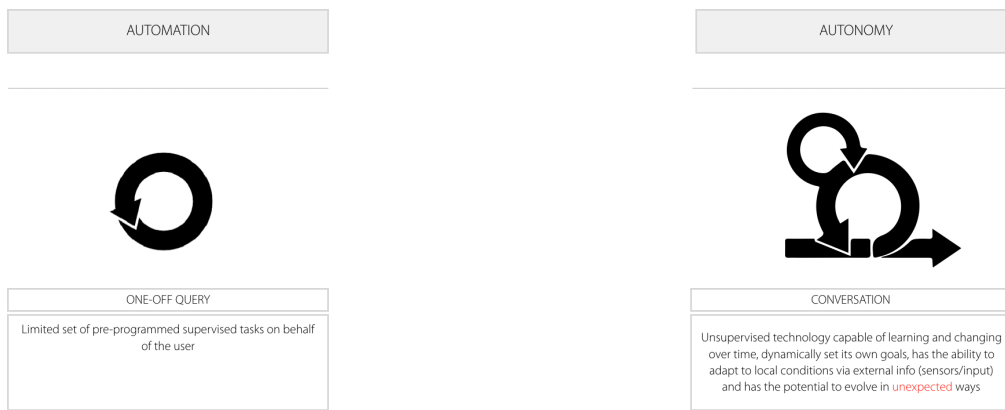 AUTOMATION
AUTONOMY
ONE-OFF QUERY
Limited set of pre-programmed supervised tasks on behalf
of the user
CONVERSATION
Unsupervised technology capable of learning and changing
over time, dynamically set its own goals, has the ability to
adapt to local conditions via external info (sensors/input)
and has the potential to evolve in unexpected ways